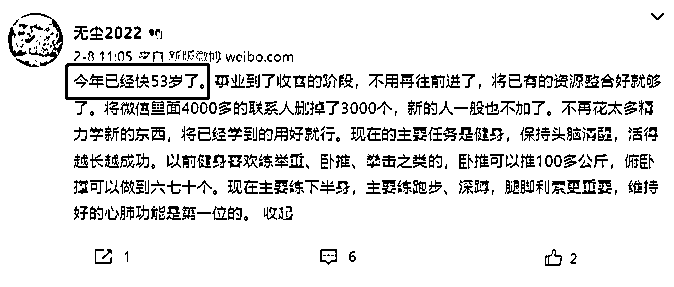 无尘2022
2-8 11:05 来自 新版微博 weibo.com
今年已经快53岁了。事业到了收官的阶段，不用再往前进了，将已有的资源整合好就够
了。将微信里面4000多的联系人删掉了3000个，新的人一般也不加了。不再花太多精
力学新的东西，将已经学到的用好就行。现在的主要任务是健身，保持头脑清醒，活得
越长越成功。以前健身喜欢练举重、卧推、拳击之类的，卧推可以推100多公斤，俯卧
撑可以做到六七十个。现在主要练下半身，主要练跑步、深蹲，腿脚利索更重要，维持
好的心肺功能是第一位的。 收起
1
6
2